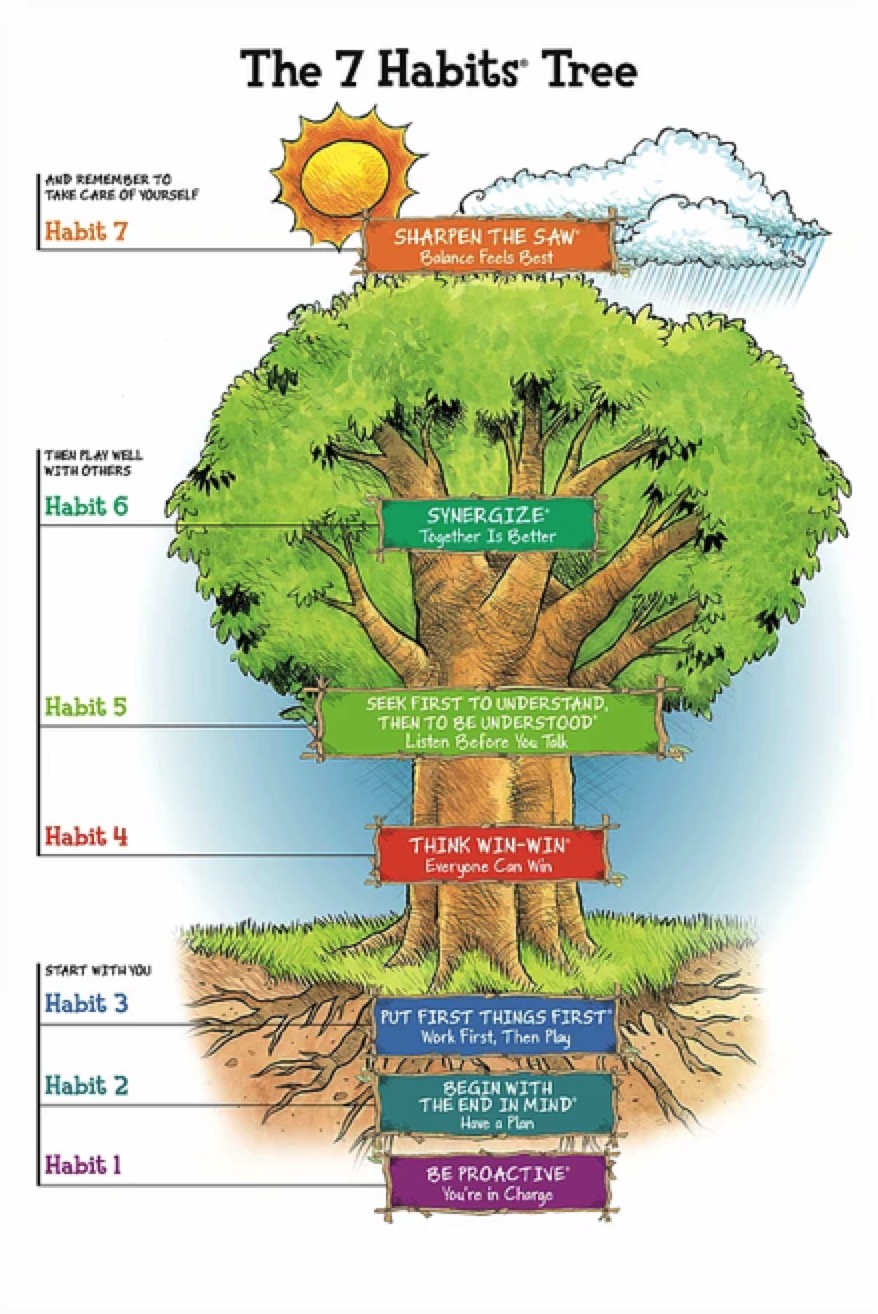 The 7 Habits® Tree
AND REMEMBER TO
TAKE CARE OF YOURSELF
Habit 7
SHARPEN THE SAW®
Balance Feels Best
THEN PLAY WELL
WITH OTHERS
Habit 6
SYNERGIZE®
Together Is Better
Habit 5
SEEK FIRST TO UNDERSTAND,
THEN TO BE UNDERSTOOD®
Listen Before You Talk
Habit 4
THINK WIN-WIN®
Everyone Can Win
START WITH YOU
Habit 3
PUT FIRST THINGS FIRST®
Work First, Then Play
Habit 2
BEGIN WITH
THE END IN MIND®
Have a Plan
Habit 1
BE PROACTIVE®
You're in Charge